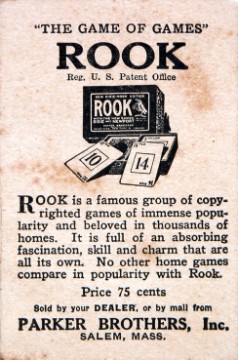 "THE GAME OF GAMES"
ROOK
Reg. U. S. Patent Office
ROOK
10
14
ROOK is a famous group of copy-
righted games of immense popu-
larity and beloved in thousands of
homes. It is full of an absorbing
fascination, skill and charm that are
all its own. No other home games
compare in popularity with Rook.
Price 75 cents
Sold by your DEALER, or by mail from
PARKER BROTHERS, Inc.
SALEM, MASS.